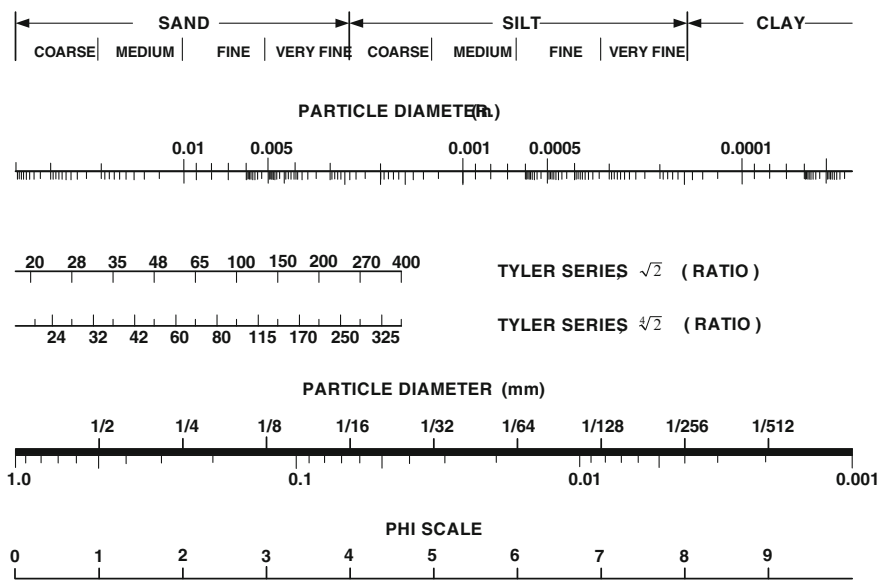 SAND SILT CLAY
COARSE MEDIUM FINE VERY FINE COARSE MEDIUM FINE VERY FINE
PARTICLE DIAMETER (in.)
0.01 0.005 0.001 0.0005 0.0001
20 28 35 48 65 100 150 200 270 400 TYLER SERIES, √2 (RATIO)
24 32 42 60 80 115 170 250 325 TYLER SERIES, ∜2 (RATIO)
PARTICLE DIAMETER (mm)
1/2 1/4 1/8 1/16 1/32 1/64 1/128 1/256 1/512
1.0 0.1 0.01 0.001
PHI SCALE
0 1 2 3 4 5 6 7 8 9